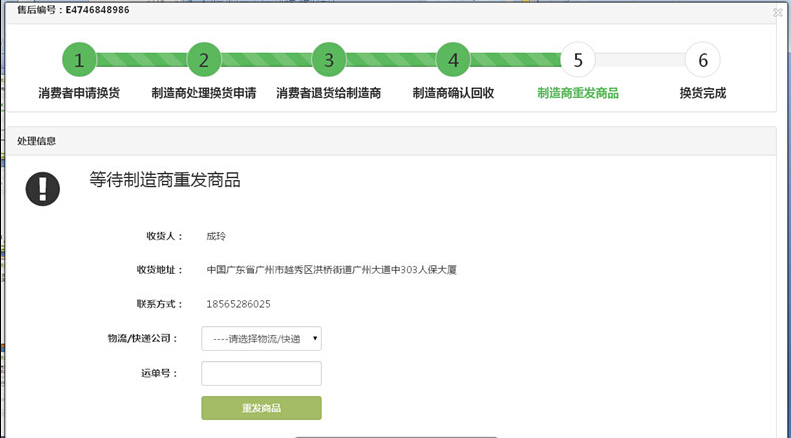 售后编号：E4746848986
1 2 3 4 5 6
消费者申请换货 制造商处理换货申请 消费者退货给制造商 制造商确认回收 制造商重发商品 换货完成
处理信息
等待制造商重发商品
收货人： 成玲
收货地址： 中国广东省广州市越秀区洪桥街道广州大道中303人保大厦
联系方式： 18565286025
物流/快递公司： ----请选择物流/快递
运单号：
重发商品